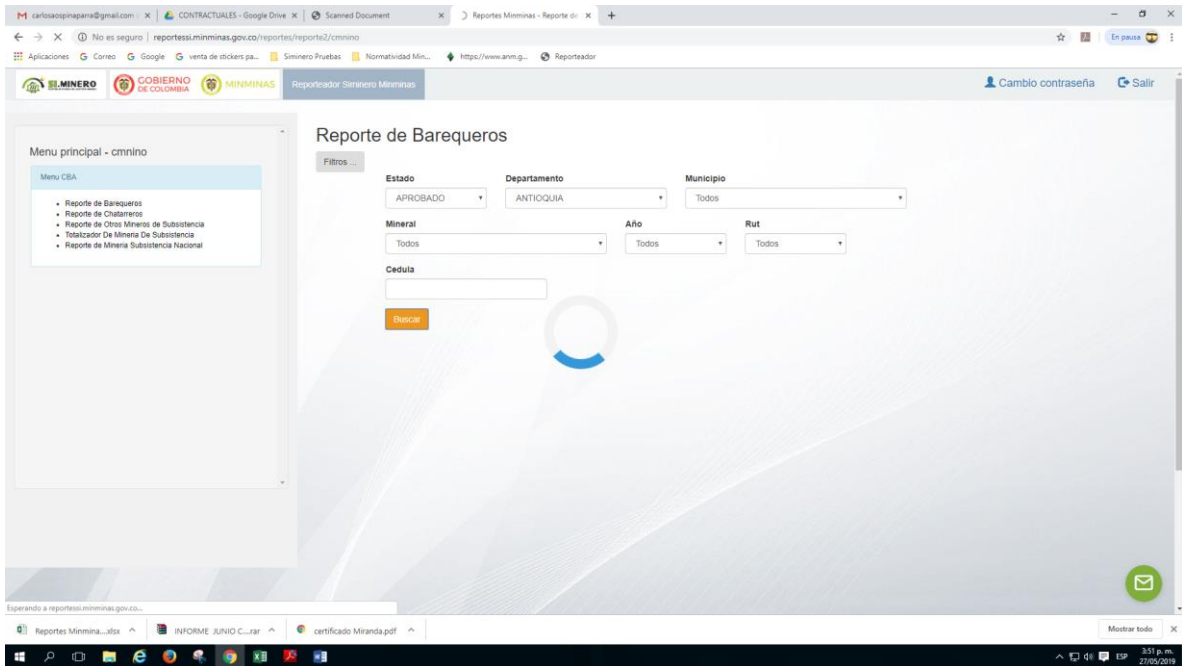 carlosaospinaparra@gmail.com
CONTRACTUALES - Google Drive
Scanned Document
Reportes Minminas - Reporte de
No es seguro | reportessi.minminas.gov.co/reportes/reporte2/cmnino
En pausa
Aplicaciones Correo Google venta de stickers pa... Siminero Pruebas Normatividad Min... https://www.anm.g... Reporteador
SI.MINERO GOBIERNO DE COLOMBIA MINMINAS Reporteador Siminero Minminas Cambio contraseña Salir
Menu principal - cmnino
Menu CBA
Reporte de Barequeros
Reporte de Chatarreros
Reporte de Otros Mineros de Subsistencia
Totalizador De Mineria De Subsistencia
Reporte de Mineria Subsistencia Nacional
Reporte de Barequeros
Filtros ...
Estado Departamento Municipio
APROBADO ANTIOQUIA Todos
Mineral Año Rut
Todos Todos Todos
Cedula
Buscar
Esperando a reportessi.minminas.gov.co...
Reportes Minmina....xlsx INFORME JUNIO C....rar certificado Miranda.pdf Mostrar todo
ESP 3:51 p. m.
27/05/2019